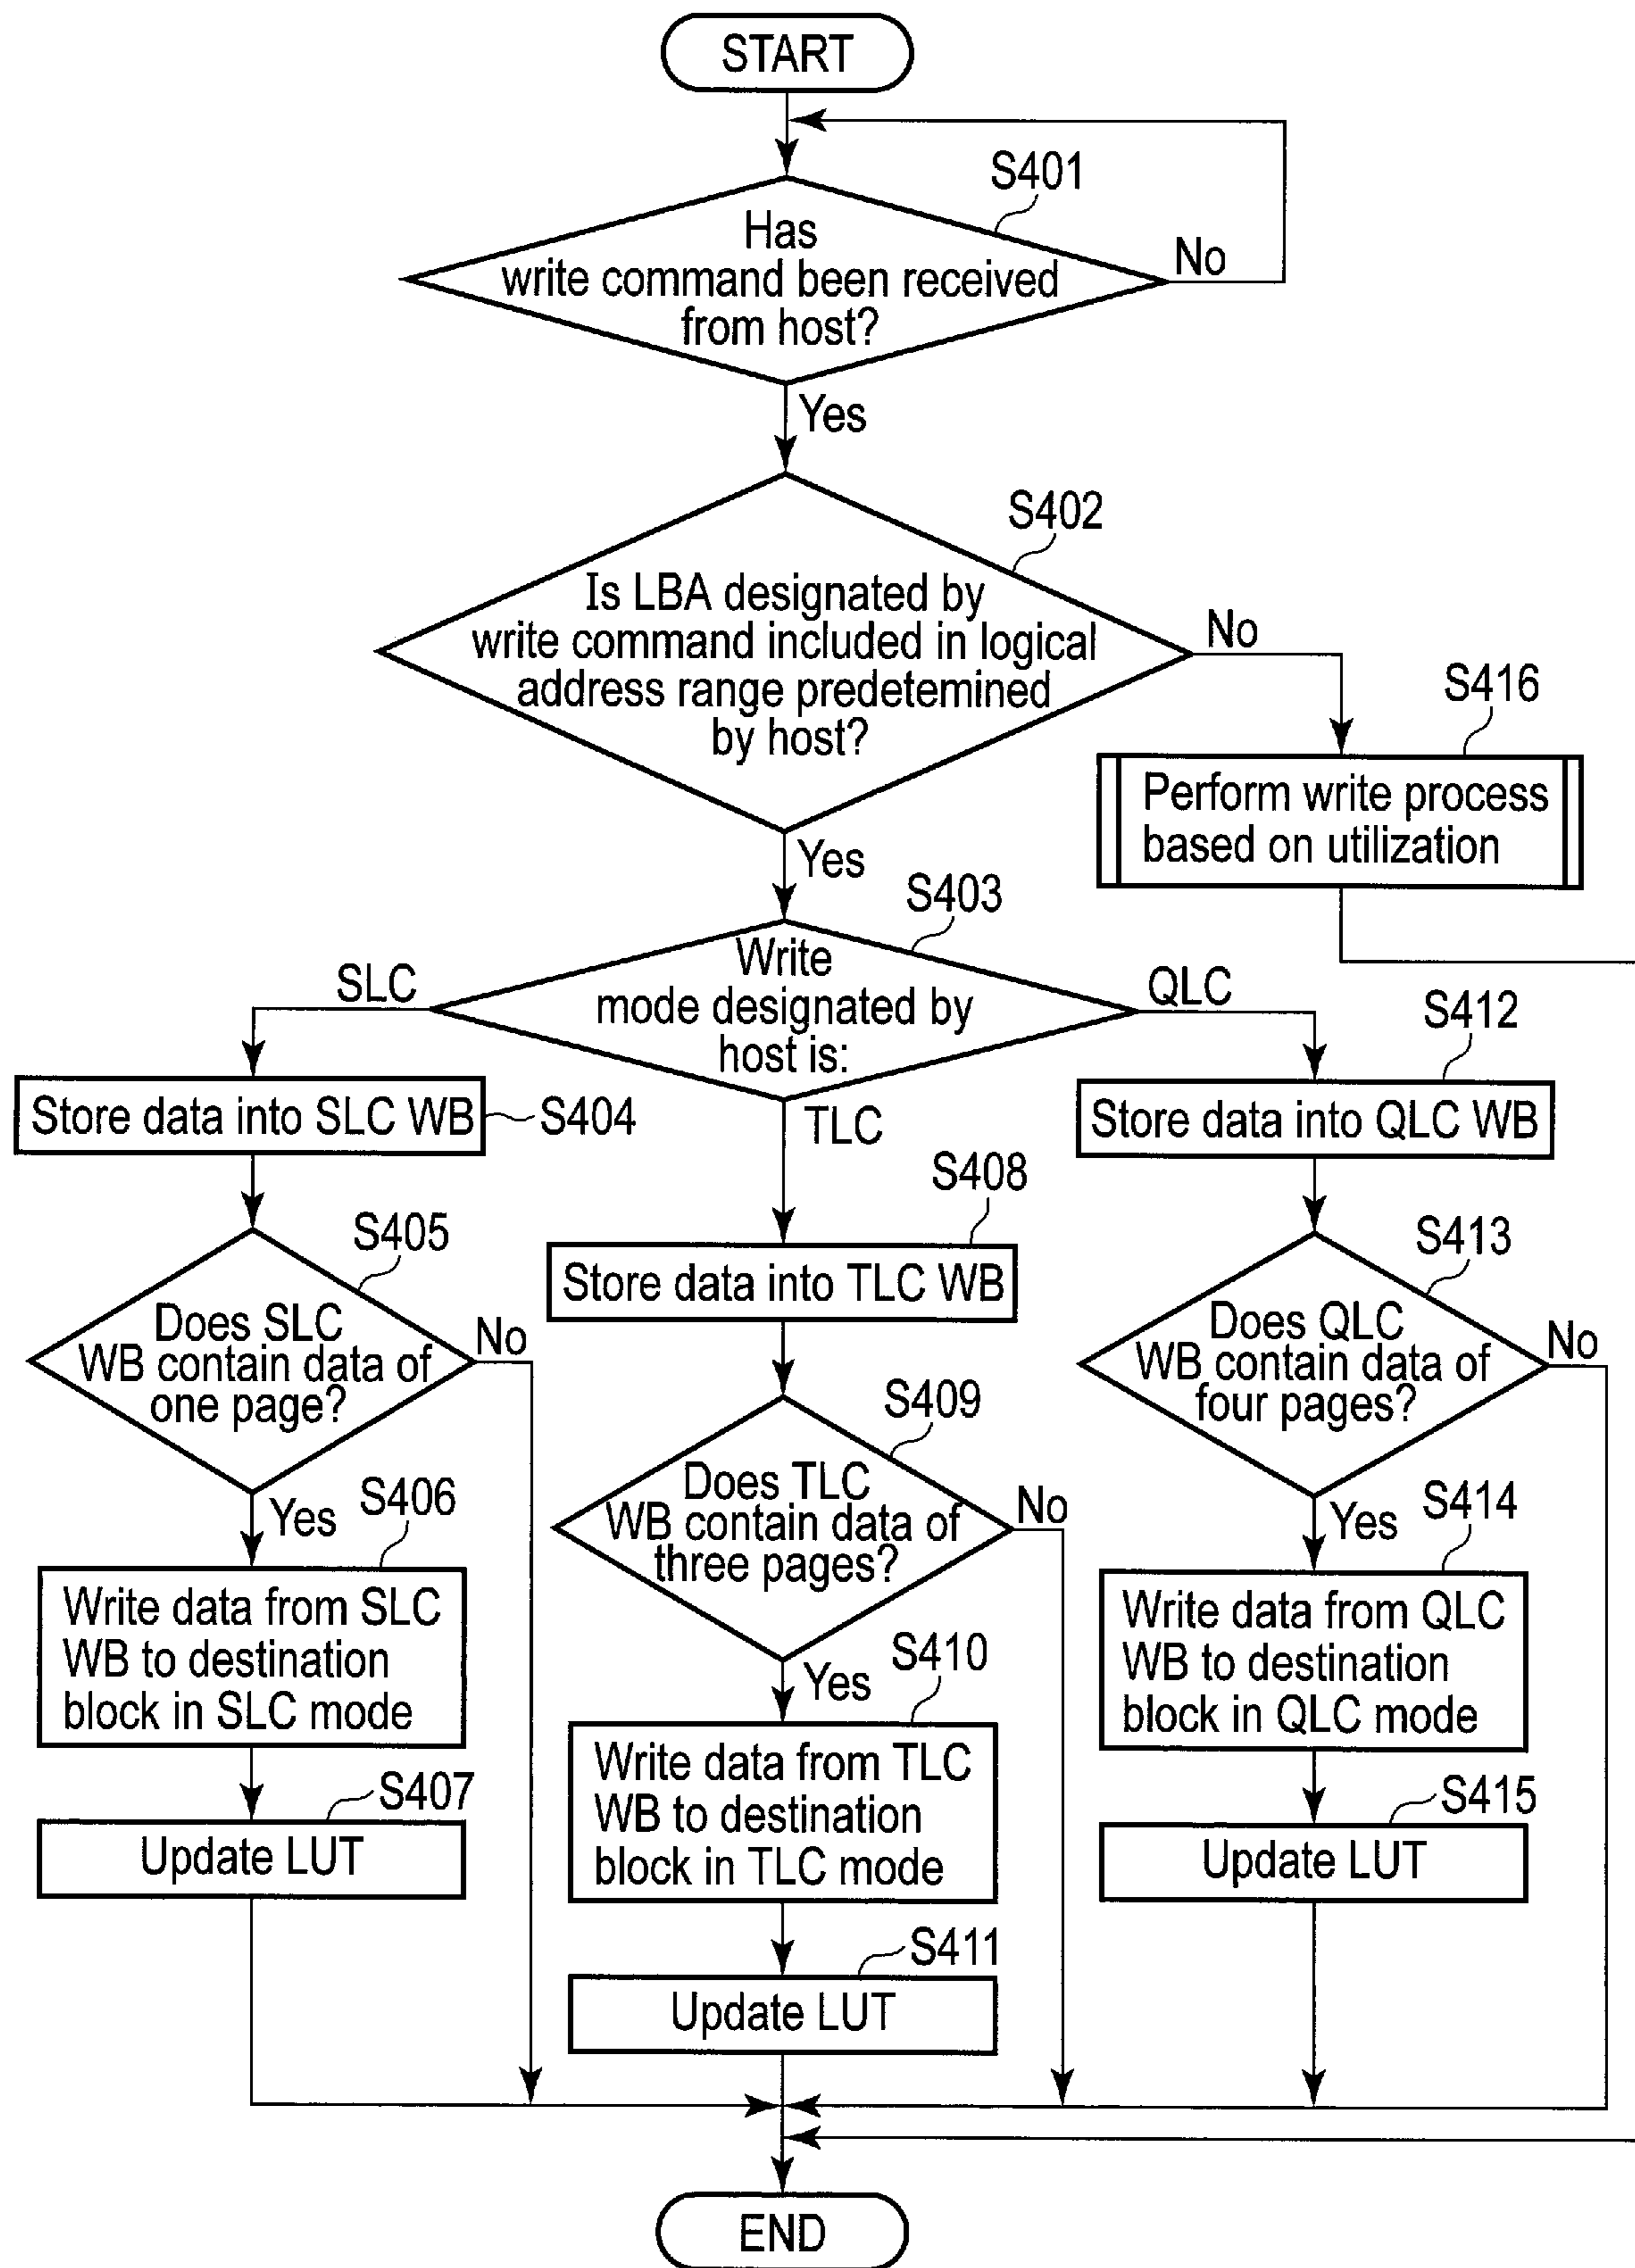 START
S401
Has
write command been received
from host?
No
Yes
S402
Is LBA designated by
write command included in logical
address range predetemined
by host?
No
S416
Perform write process
based on utilization
Yes
S403
Write
mode designated by
host is:
SLC
TLC
QLC
Store data into SLC WB
S404
S405
Does SLC
WB contain data of
one page?
No
Yes
S406
Write data from SLC
WB to destination
block in SLC mode
S407
Update LUT
S408
Store data into TLC WB
S409
Does TLC
WB contain data of
three pages?
No
Yes
S410
Write data from TLC
WB to destination
block in TLC mode
S411
Update LUT
S412
Store data into QLC WB
S413
Does QLC
WB contain data of
four pages?
No
Yes
S414
Write data from QLC
WB to destination
block in QLC mode
S415
Update LUT
END